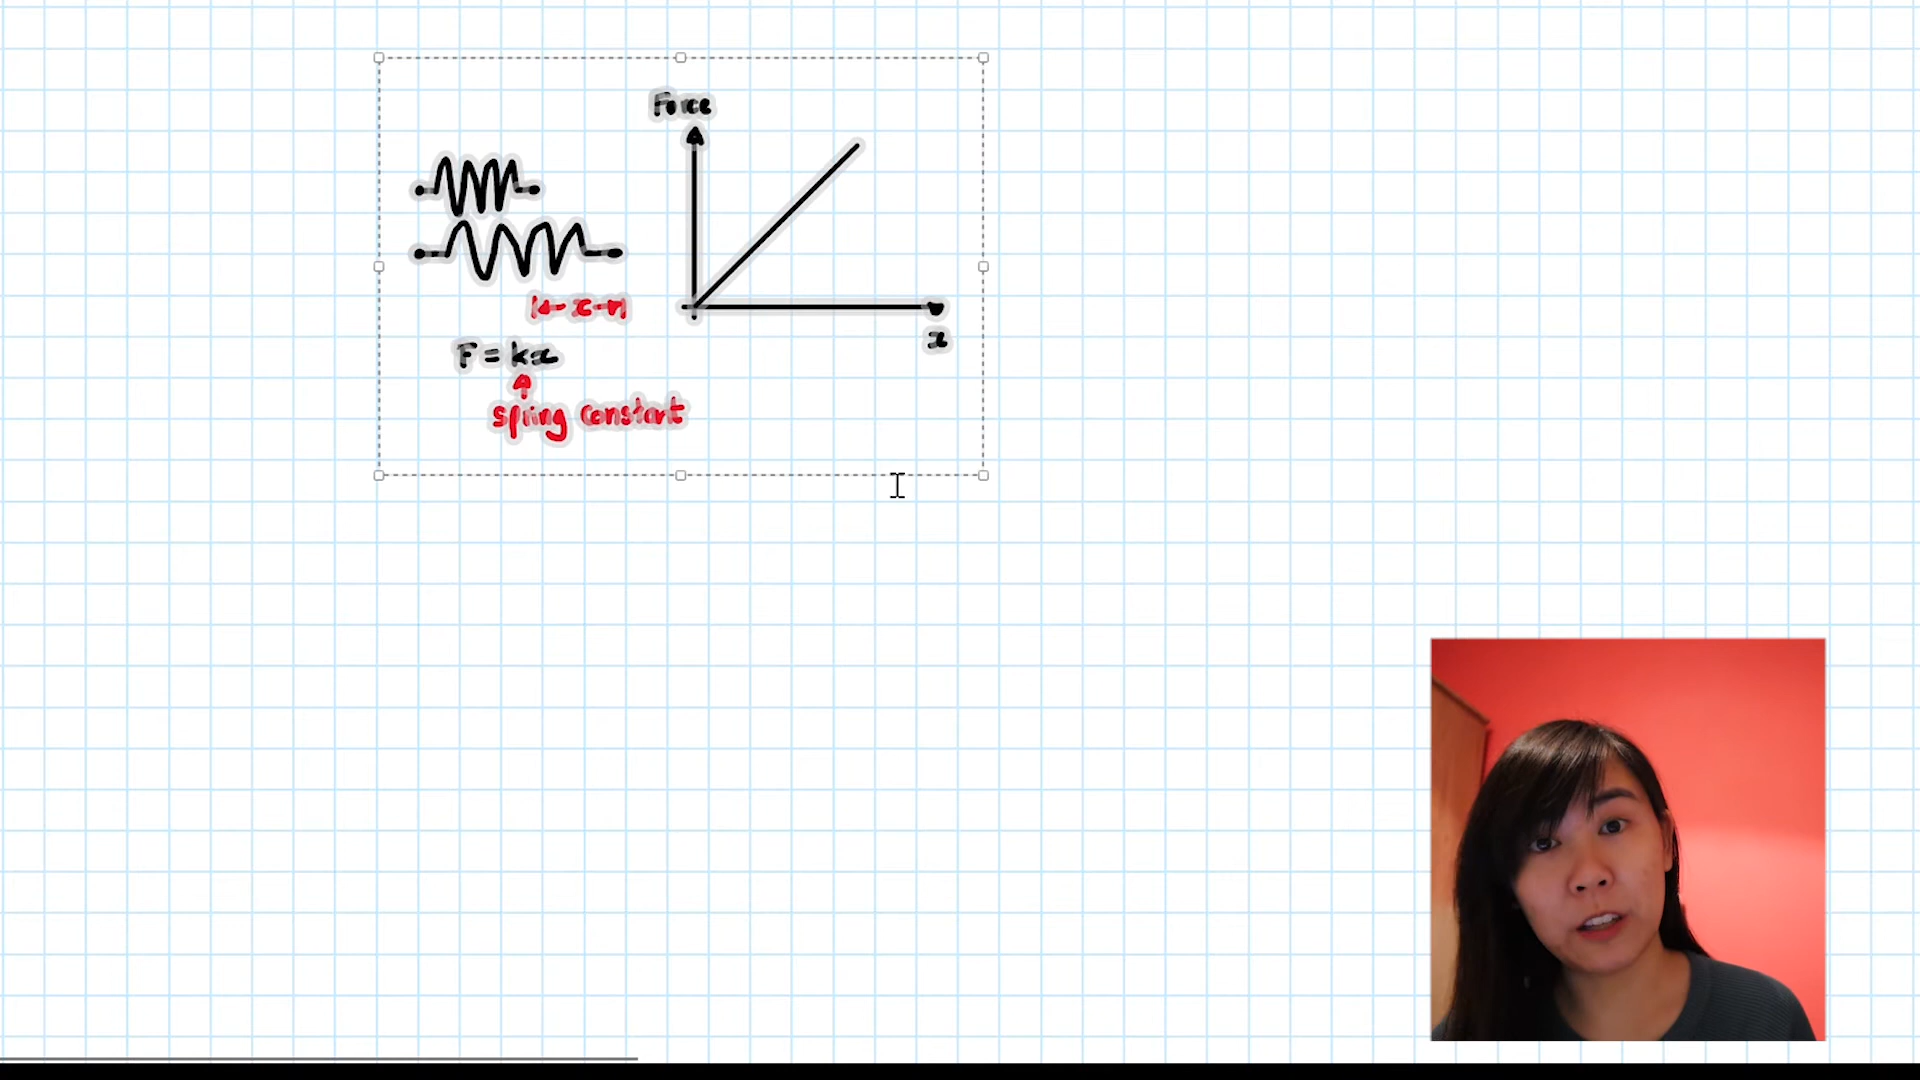 Force
x
x
F = kx
spring constant